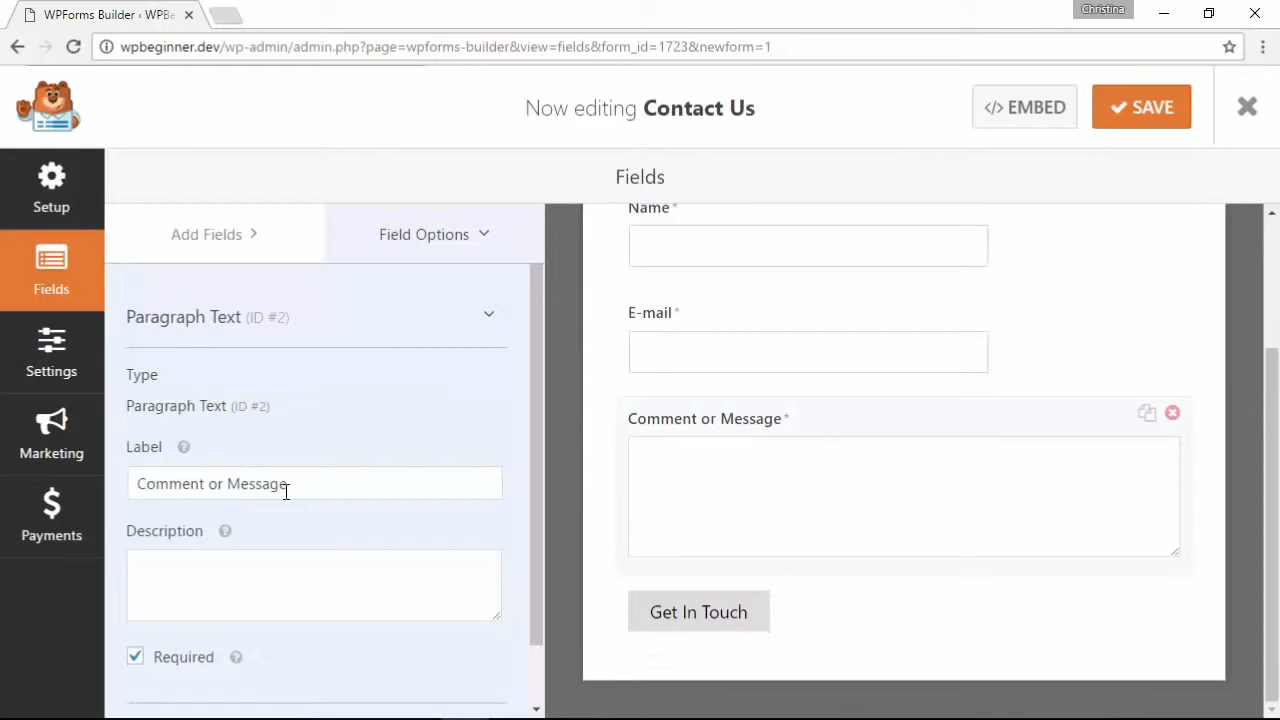 WPForms Builder ‹ WPBe
Christina
wpbeginner.dev/wp-admin/admin.php?page=wpforms-builder&view=fields&form_id=1723&newform=1
Now editing Contact Us
</> EMBED
SAVE
Setup
Fields
Settings
Marketing
Payments
Fields
Add Fields
Field Options
Paragraph Text (ID #2)
Type
Paragraph Text (ID #2)
Label
Comment or Message
Description
Required
Name*
E-mail*
Comment or Message*
Get In Touch